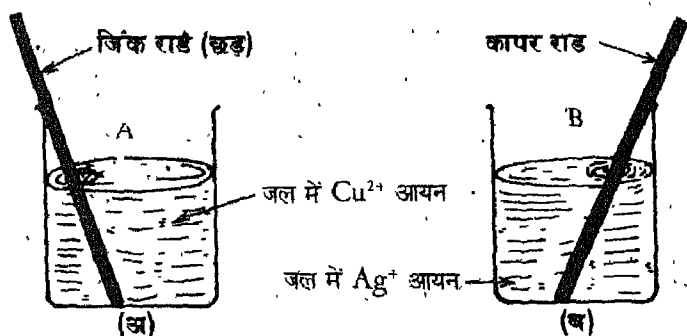 जिंक राड (छड़)
कापर राड
A
B
जल में Cu²⁺ आयन
जल में Ag⁺ आयन
(अ)
(ब)